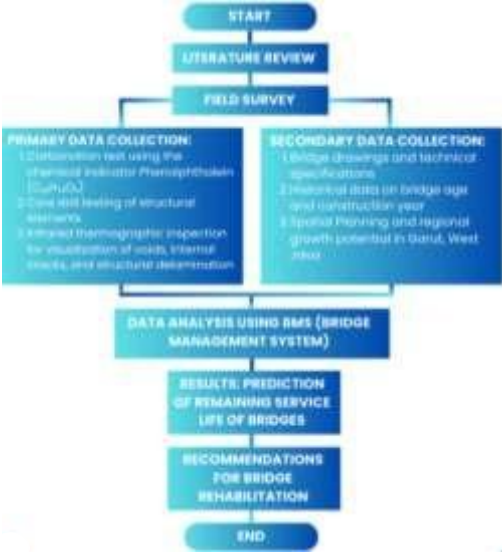 START
LITERATURE REVIEW
FIELD SURVEY
PRIMARY DATA COLLECTION:
1.Carbonation test using the
chemical indicator Phenolphthalein
(C₂₀H₁₄O₄)
2.Core drill testing of structural
elements
3.Infrared thermographic inspection
for visualization of voids, internal
cracks, and structural delamination
SECONDARY DATA COLLECTION:
1.Bridge drawings and technical
specifications
2.Historical data on bridge age
and construction year
3.Spatial Planning and regional
growth potential in Garut, West
Java
DATA ANALYSIS USING BMS (BRIDGE
MANAGEMENT SYSTEM)
RESULTS: PREDICTION
OF REMAINING SERVICE
LIFE OF BRIDGES
RECOMMENDATIONS
FOR BRIDGE
REHABILITATION
END